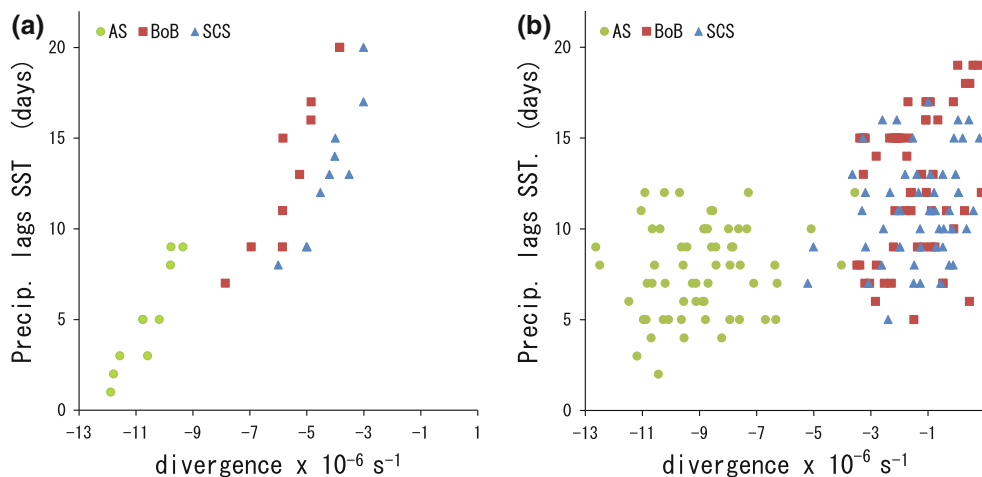 (a)
AS BoB SCS
Precip. lags SST (days)
20
15
10
5
0
-13 -11 -9 -7 -5 -3 -1 1
divergence x 10⁻⁶ s⁻¹
(b)
AS BoB SCS
Precip. lags SST. (days)
20
15
10
5
0
-13 -11 -9 -7 -5 -3 -1
divergence x 10⁻⁶ s⁻¹